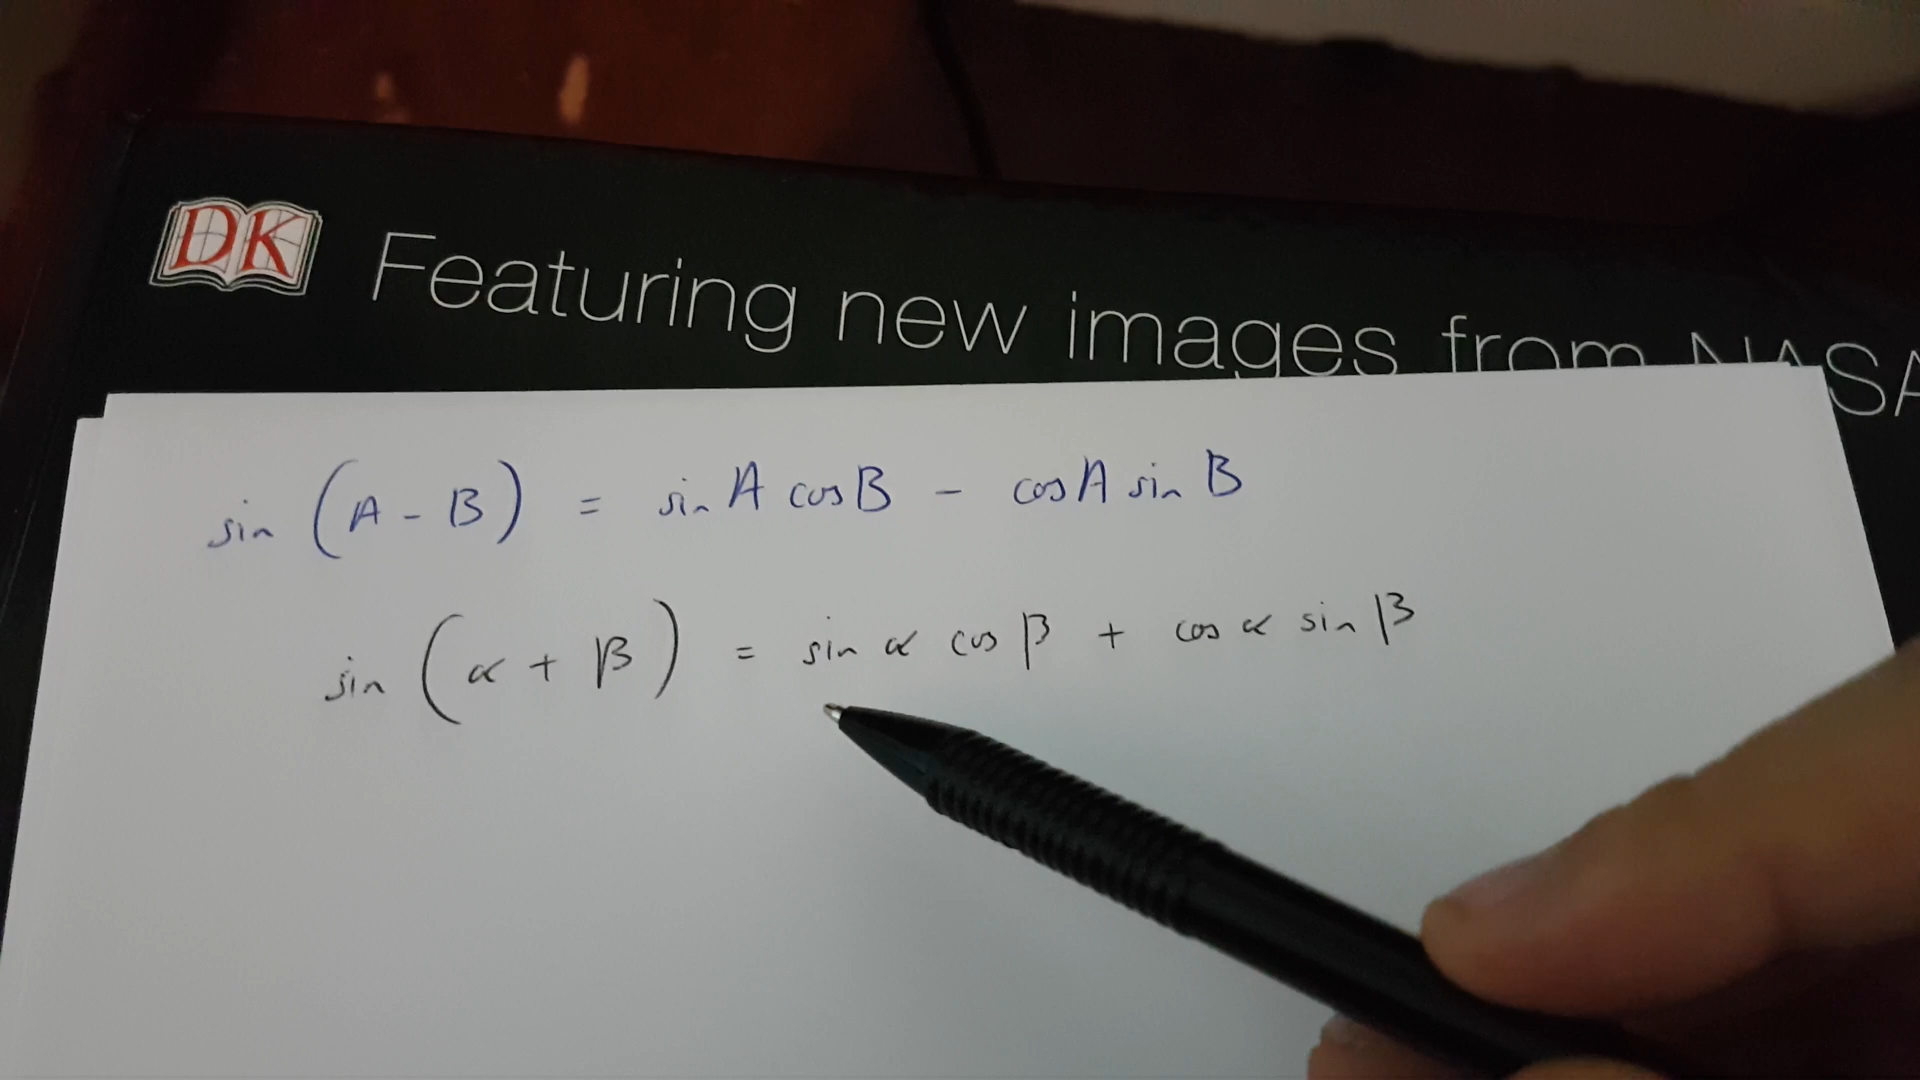 DK Featuring new images from NASA
sin (A - B) = sin A cos B - cos A sin B
sin (α + β) = sin α cos β + cos α sin β